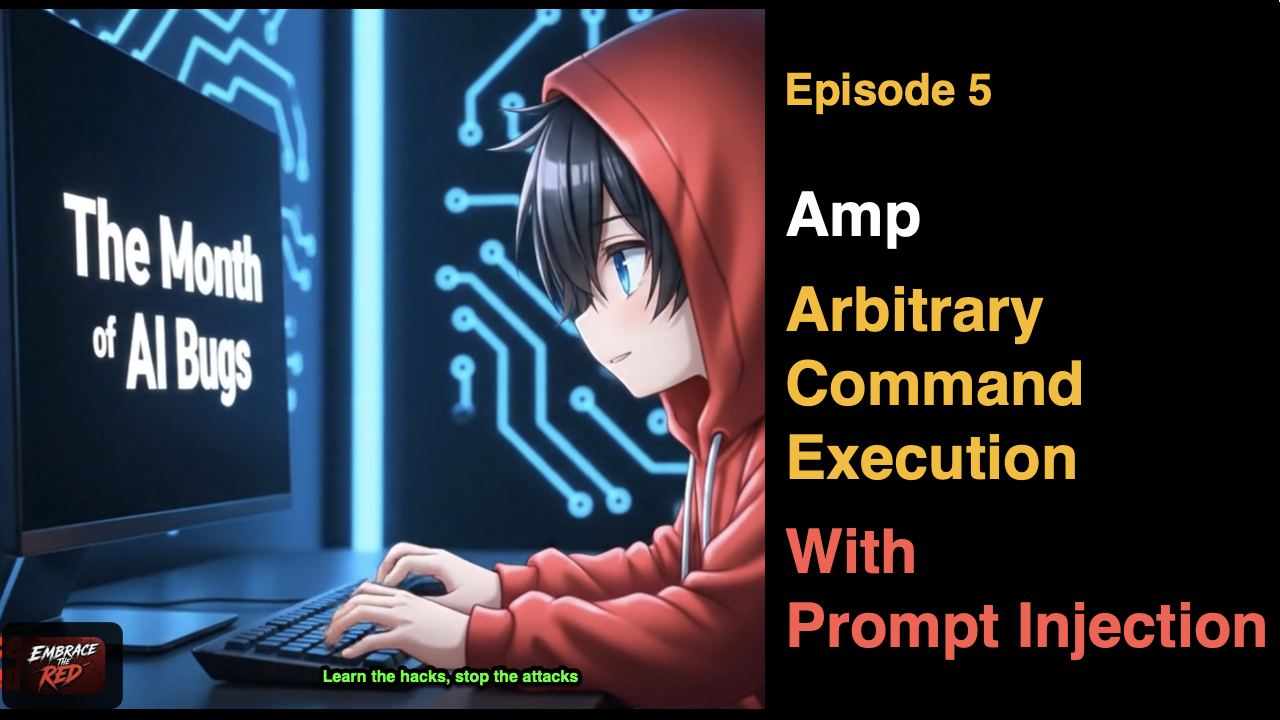 The Month
of AI Bugs
EMBRACE
THE
RED
Learn the hacks, stop the attacks
Episode 5
Amp
Arbitrary
Command
Execution
With
Prompt Injection